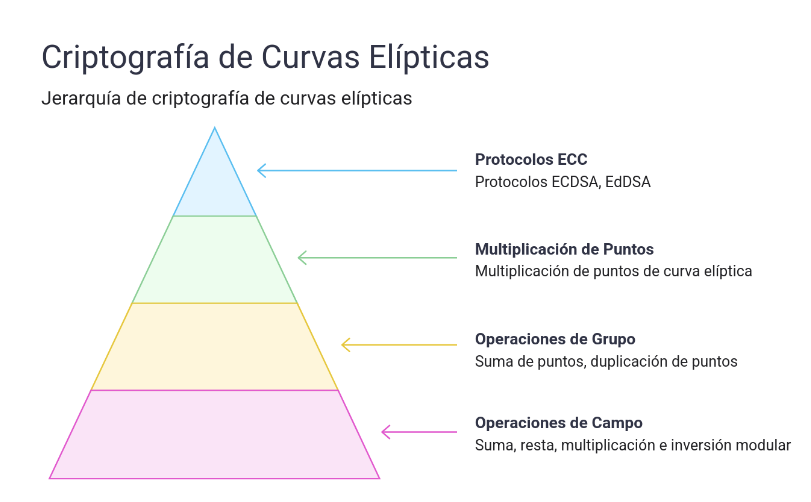 Criptografía de Curvas Elípticas
Jerarquía de criptografía de curvas elípticas
Protocolos ECC
Protocolos ECDSA, EdDSA
Multiplicación de Puntos
Multiplicación de puntos de curva elíptica
Operaciones de Grupo
Suma de puntos, duplicación de puntos
Operaciones de Campo
Suma, resta, multiplicación e inversión modular